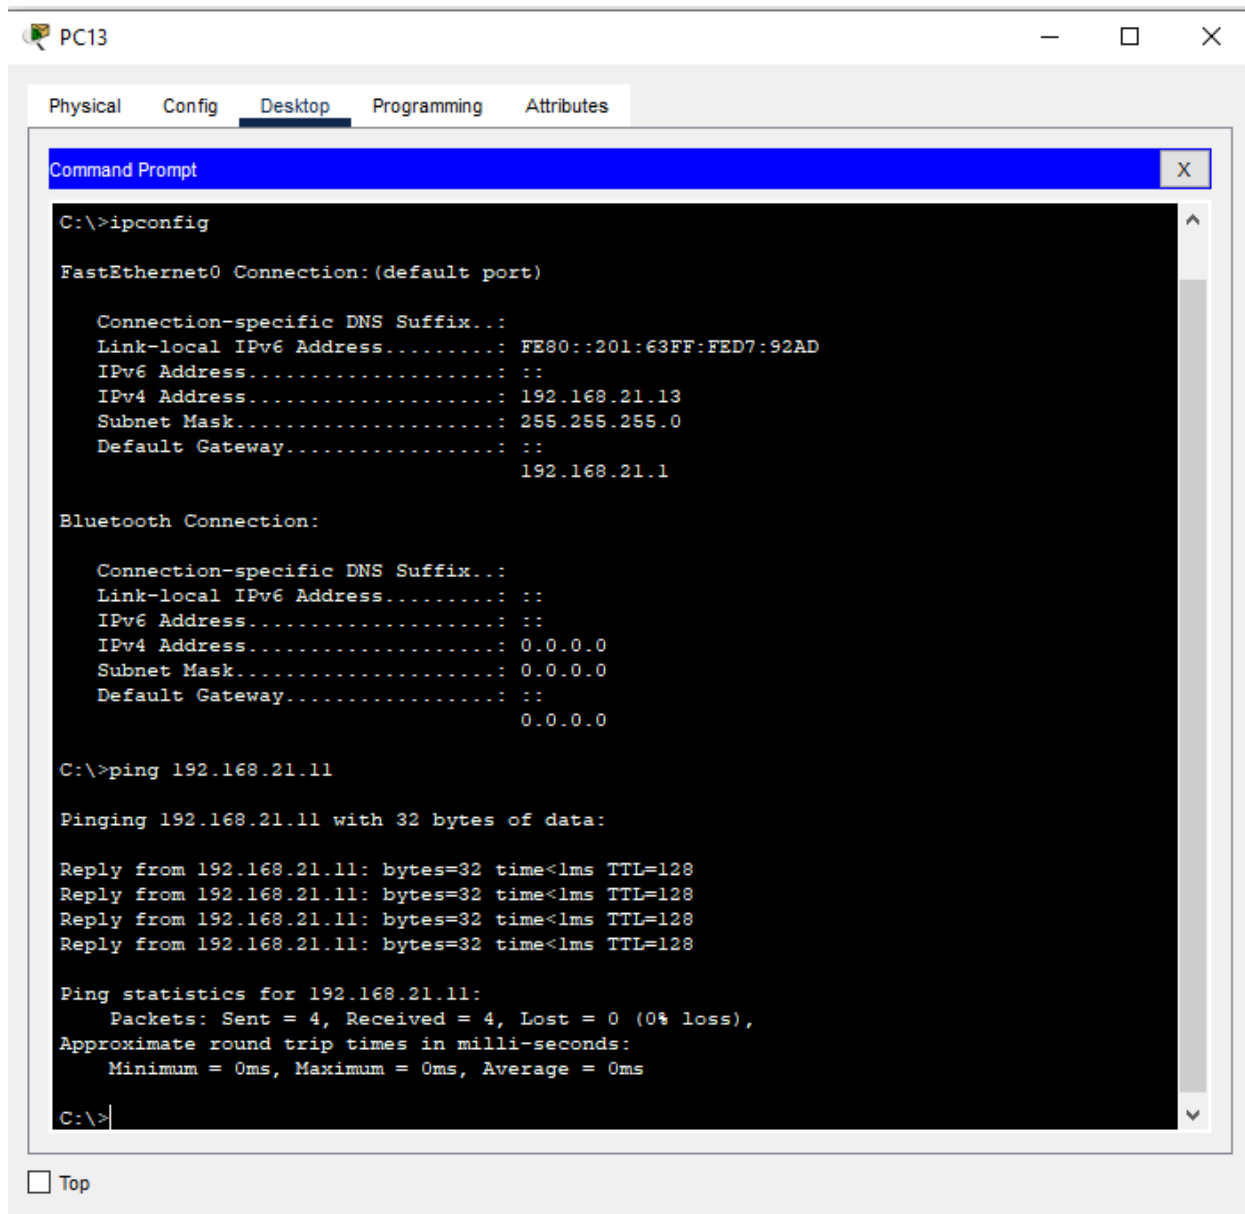 PC13
Physical Config Desktop Programming Attributes
Command Prompt X
C:\>ipconfig
FastEthernet0 Connection:(default port)
Connection-specific DNS Suffix..:
Link-local IPv6 Address.........: FE80::201:63FF:FED7:92AD
IPv6 Address....................: ::
IPv4 Address....................: 192.168.21.13
Subnet Mask.....................: 255.255.255.0
Default Gateway.................: ::
192.168.21.1
Bluetooth Connection:
Connection-specific DNS Suffix..:
Link-local IPv6 Address.........: ::
IPv6 Address....................: ::
IPv4 Address....................: 0.0.0.0
Subnet Mask.....................: 0.0.0.0
Default Gateway.................: ::
0.0.0.0
C:\>ping 192.168.21.11
Pinging 192.168.21.11 with 32 bytes of data:
Reply from 192.168.21.11: bytes=32 time<1ms TTL=128
Reply from 192.168.21.11: bytes=32 time<1ms TTL=128
Reply from 192.168.21.11: bytes=32 time<1ms TTL=128
Reply from 192.168.21.11: bytes=32 time<1ms TTL=128
Ping statistics for 192.168.21.11:
Packets: Sent = 4, Received = 4, Lost = 0 (0% loss),
Approximate round trip times in milli-seconds:
Minimum = 0ms, Maximum = 0ms, Average = 0ms
C:\>
Top